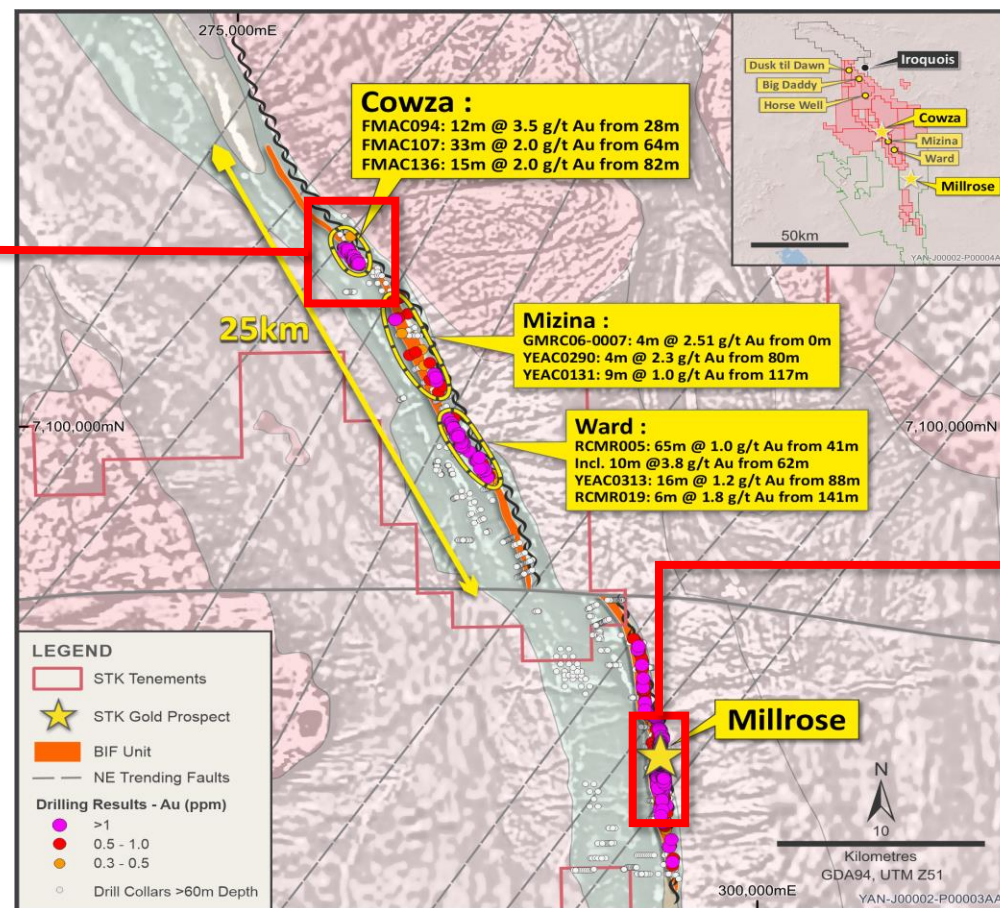 275,000mE
Cowza :
FMAC094: 12m @ 3.5 g/t Au from 28m
FMAC107: 33m @ 2.0 g/t Au from 64m
FMAC136: 15m @ 2.0 g/t Au from 82m
Dusk til Dawn
Iroquois
Big Daddy
Horse Well
Cowza
Mizina
Ward
Millrose
50km
YAN-J00002-P00004AA
25km
Mizina :
GMRC06-0007: 4m @ 2.51 g/t Au from 0m
YEAC0290: 4m @ 2.3 g/t Au from 80m
YEAC0131: 9m @ 1.0 g/t Au from 117m
7,100,000mN
7,100,000mN
Ward :
RCMR005: 65m @ 1.0 g/t Au from 41m
Incl. 10m @3.8 g/t Au from 62m
YEAC0313: 16m @ 1.2 g/t Au from 88m
RCMR019: 6m @ 1.8 g/t Au from 141m
LEGEND
STK Tenements
STK Gold Prospect
BIF Unit
NE Trending Faults
Drilling Results - Au (ppm)
>1
0.5 - 1.0
0.3 - 0.5
Drill Collars >60m Depth
Millrose
N
10
Kilometres
GDA94, UTM Z51
300,000mE
YAN-J00002-P00003AA